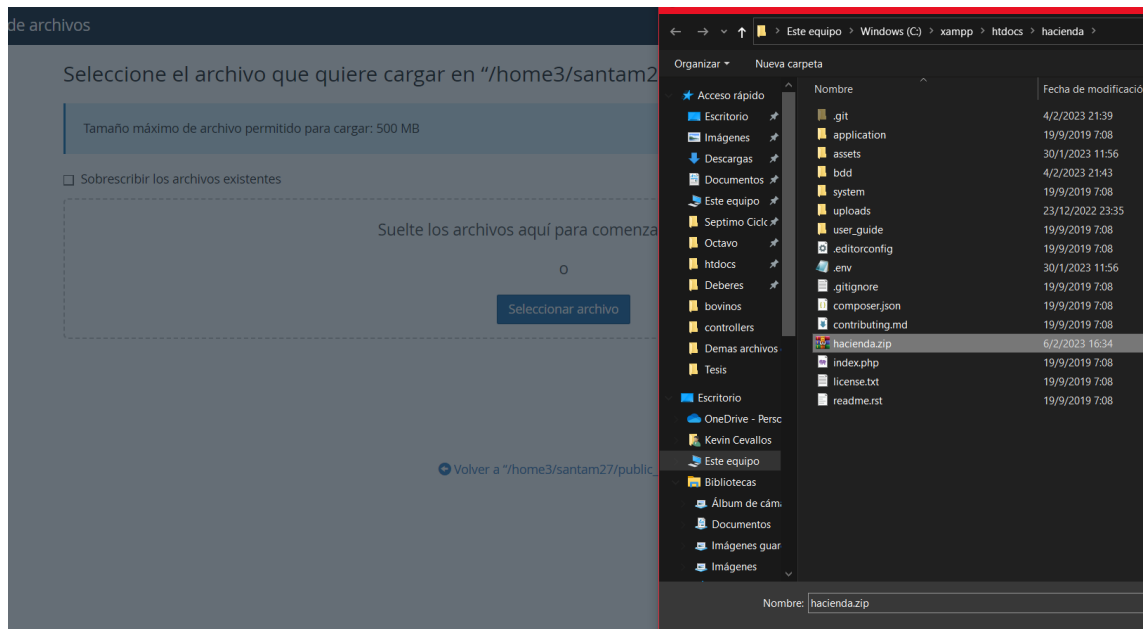 de archivos
Seleccione el archivo que quiere cargar en “/home3/santam2
Tamaño máximo de archivo permitido para cargar: 500 MB
Sobrescribir los archivos existentes
Suelte los archivos aquí para comenza
o
Seleccionar archivo
Volver a “/home3/santam27/public_
Este equipo > Windows (C:) > xampp > htdocs > hacienda >
Organizar Nueva carpeta
Acceso rápido
Escritorio
Imágenes
Descargas
Documentos
Este equipo
Septimo Ciclc
Octavo
htdocs
Deberes
bovinos
controllers
Demas archivos
Tesis
Escritorio
OneDrive - Persc
Kevin Cevallos
Este equipo
Bibliotecas
Álbum de cáma
Documentos
Imágenes guar
Imágenes
Nombre Fecha de modificació
.git 4/2/2023 21:39
application 19/9/2019 7:08
assets 30/1/2023 11:56
bdd 4/2/2023 21:43
system 19/9/2019 7:08
uploads 23/12/2022 23:35
user_guide 19/9/2019 7:08
.editorconfig 19/9/2019 7:08
.env 30/1/2023 11:56
.gitignore 19/9/2019 7:08
composer.json 19/9/2019 7:08
contributing.md 19/9/2019 7:08
hacienda.zip 6/2/2023 16:34
index.php 19/9/2019 7:08
license.txt 19/9/2019 7:08
readme.rst 19/9/2019 7:08
Nombre: hacienda.zip